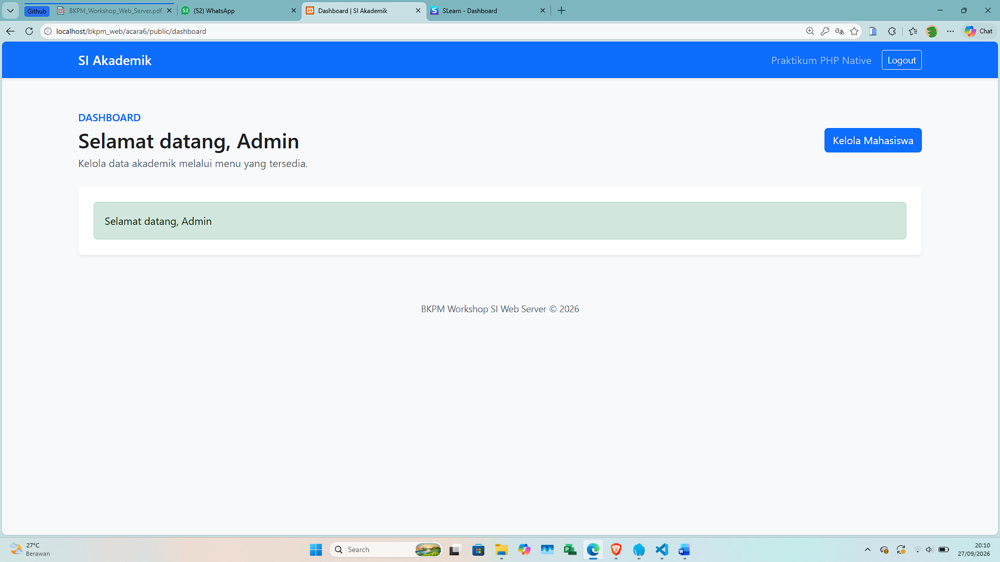 Github
BKPM_Workshop_Web_Server.pdf
52
(52) WhatsApp
Dashboard | SI Akademik
SLearn - Dashboard
localhost/bkpm_web/acara6/public/dashboard
Chat
SI Akademik
Praktikum PHP Native
Logout
DASHBOARD
Selamat datang, Admin
Kelola Mahasiswa
Kelola data akademik melalui menu yang tersedia.
Selamat datang, Admin
BKPM Workshop SI Web Server © 2026
27°C
Berawan
Search
20:10
27/09/2026